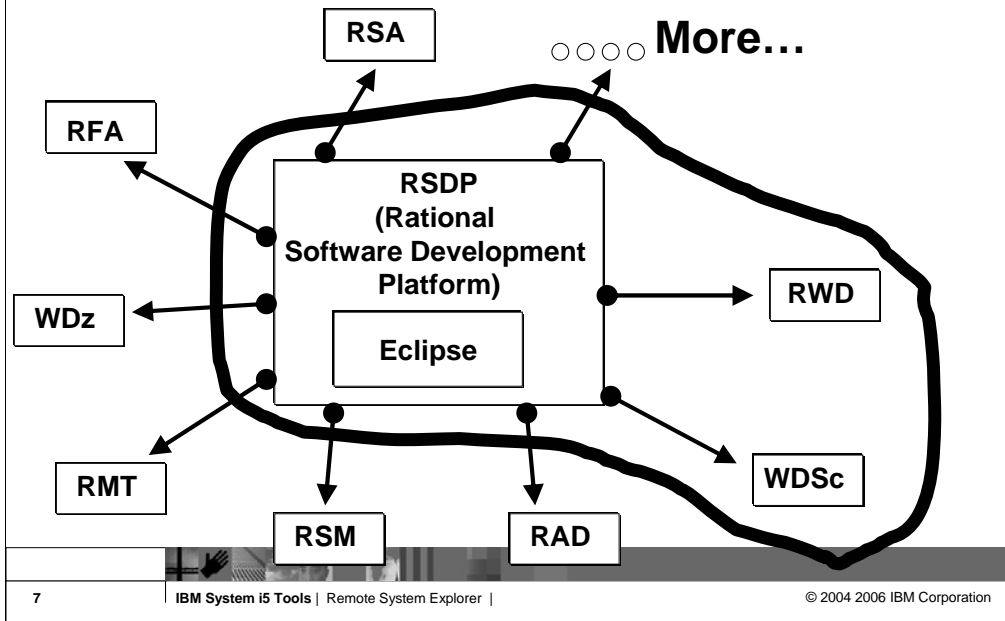 RSA
More…
RFA
RSDP
(Rational
Software Development
Platform)
Eclipse
RWD
WDz
RMT
WDSc
RSM
RAD
7
IBM System i5 Tools | Remote System Explorer |
© 2004 2006 IBM Corporation